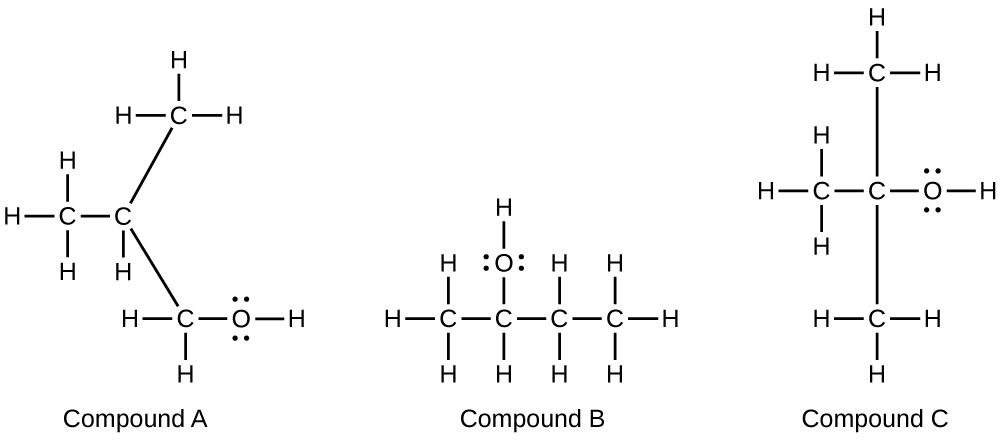 H
H C H
H
H C C
H H
H C O H
H
Compound A
H
H O H H
H C C C C H
H H H H
Compound B
H
H C H
H
H C C O H
H
H C H
H
Compound C